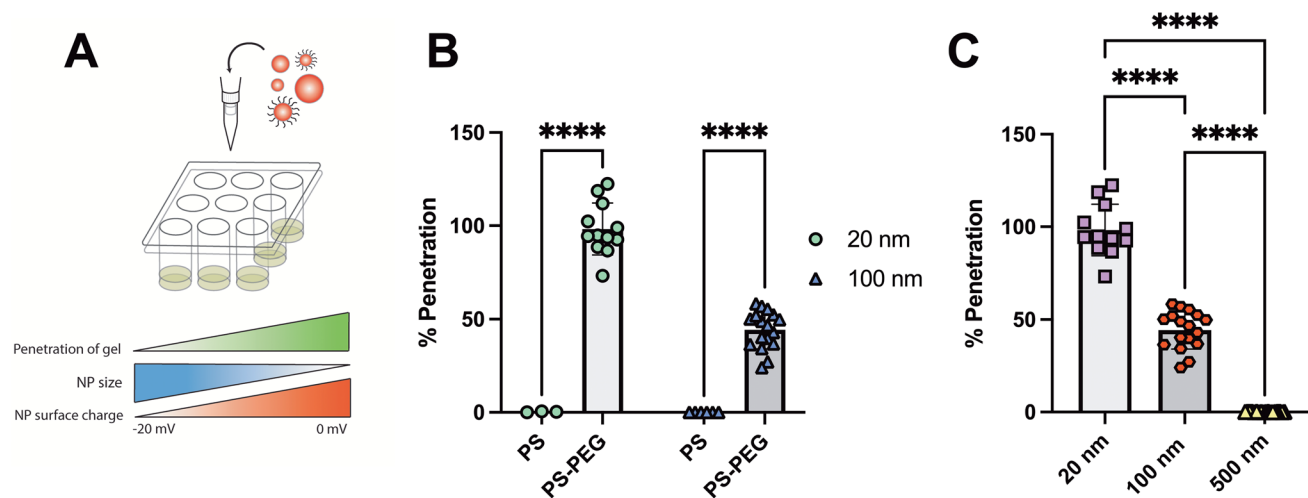 A
Penetration of gel
NP size
NP surface charge
-20 mV
0 mV
B
****
****
150
100
50
0
% Penetration
PS
PS-PEG
PS
PS-PEG
20 nm
100 nm
C
****
****
****
150
100
50
0
% Penetration
20 nm
100 nm
500 nm